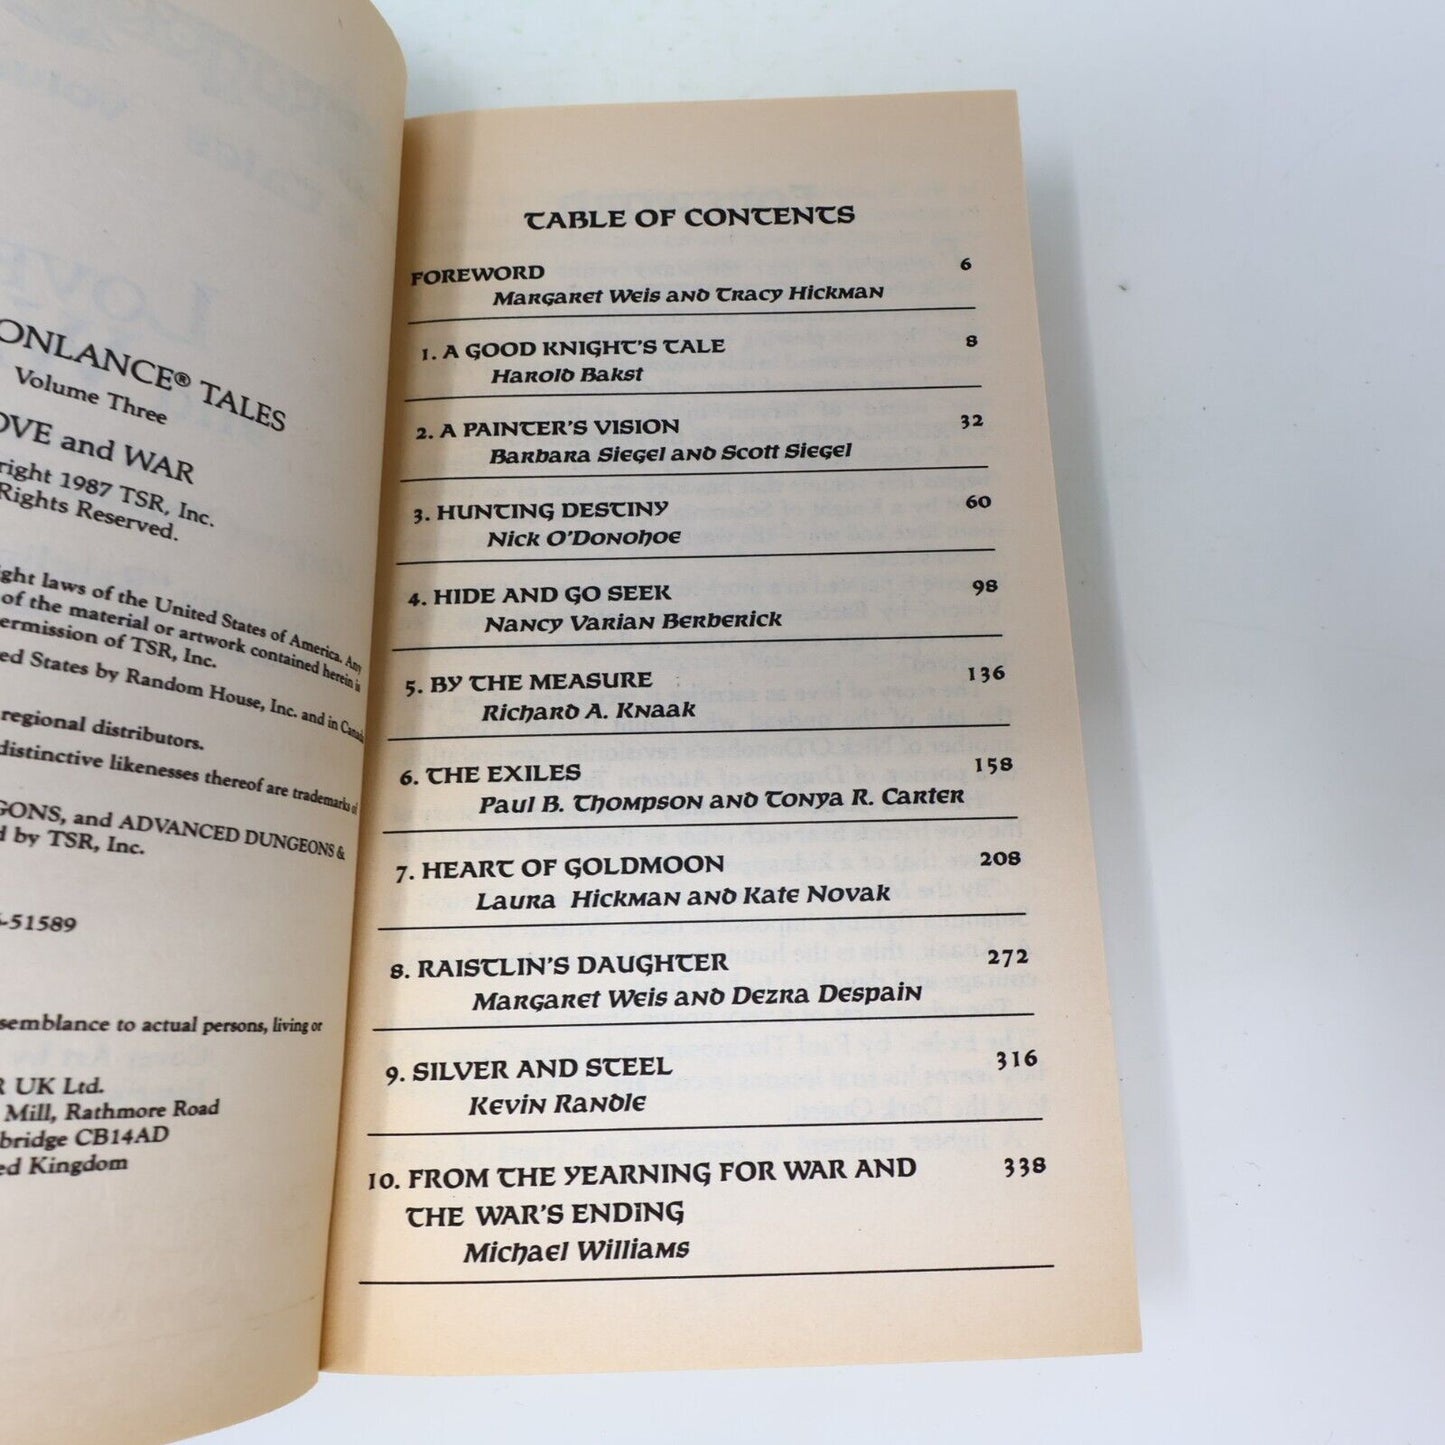 ONLANCE® TALES
Volume Three
OVE and WAR
right 1987 TSR, Inc.
Rights Reserved.
ght laws of the United States of America. Any
of the material or artwork contained herein is
ermission of TSR, Inc.
ed States by Random House, Inc. and in Canada
regional distributors.
distinctive likenesses thereof are trademarks of
GONS, and ADVANCED DUNGEONS &
d by TSR, Inc.
-51589
semblance to actual persons, living or
R UK Ltd.
Mill, Rathmore Road
bridge CB14AD
ed Kingdom
TABLE OF CONTENTS
FOREWORD 6
Margaret Weis and Tracy Hickman
1. A GOOD KNIGHT'S TALE 8
Harold Bakst
2. A PAINTER'S VISION 32
Barbara Siegel and Scott Siegel
3. HUNTING DESTINY 60
Nick O'Donohoe
4. HIDE AND GO SEEK 98
Nancy Varian Berberick
5. BY THE MEASURE 136
Richard A. Knaak
6. THE EXILES 158
Paul B. Thompson and Tonya R. Carter
7. HEART OF GOLDMOON 208
Laura Hickman and Kate Novak
8. RAISTLIN'S DAUGHTER 272
Margaret Weis and Dezra Despain
9. SILVER AND STEEL 316
Kevin Randle
10. FROM THE YEARNING FOR WAR AND 338
THE WAR'S ENDING
Michael Williams